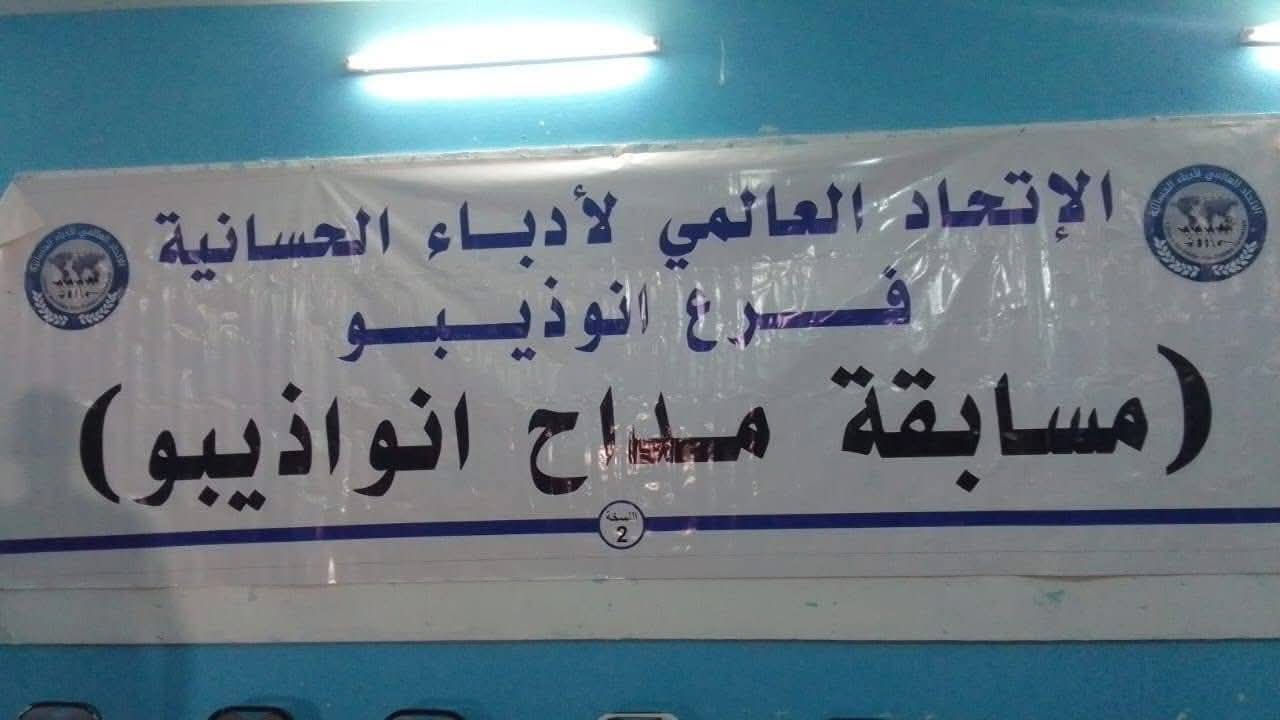 الإتحاد العالمي لأدباء الحسانية
فرع انوذيبو
(مسابقة مداح انواذيبو)
النسخة
2